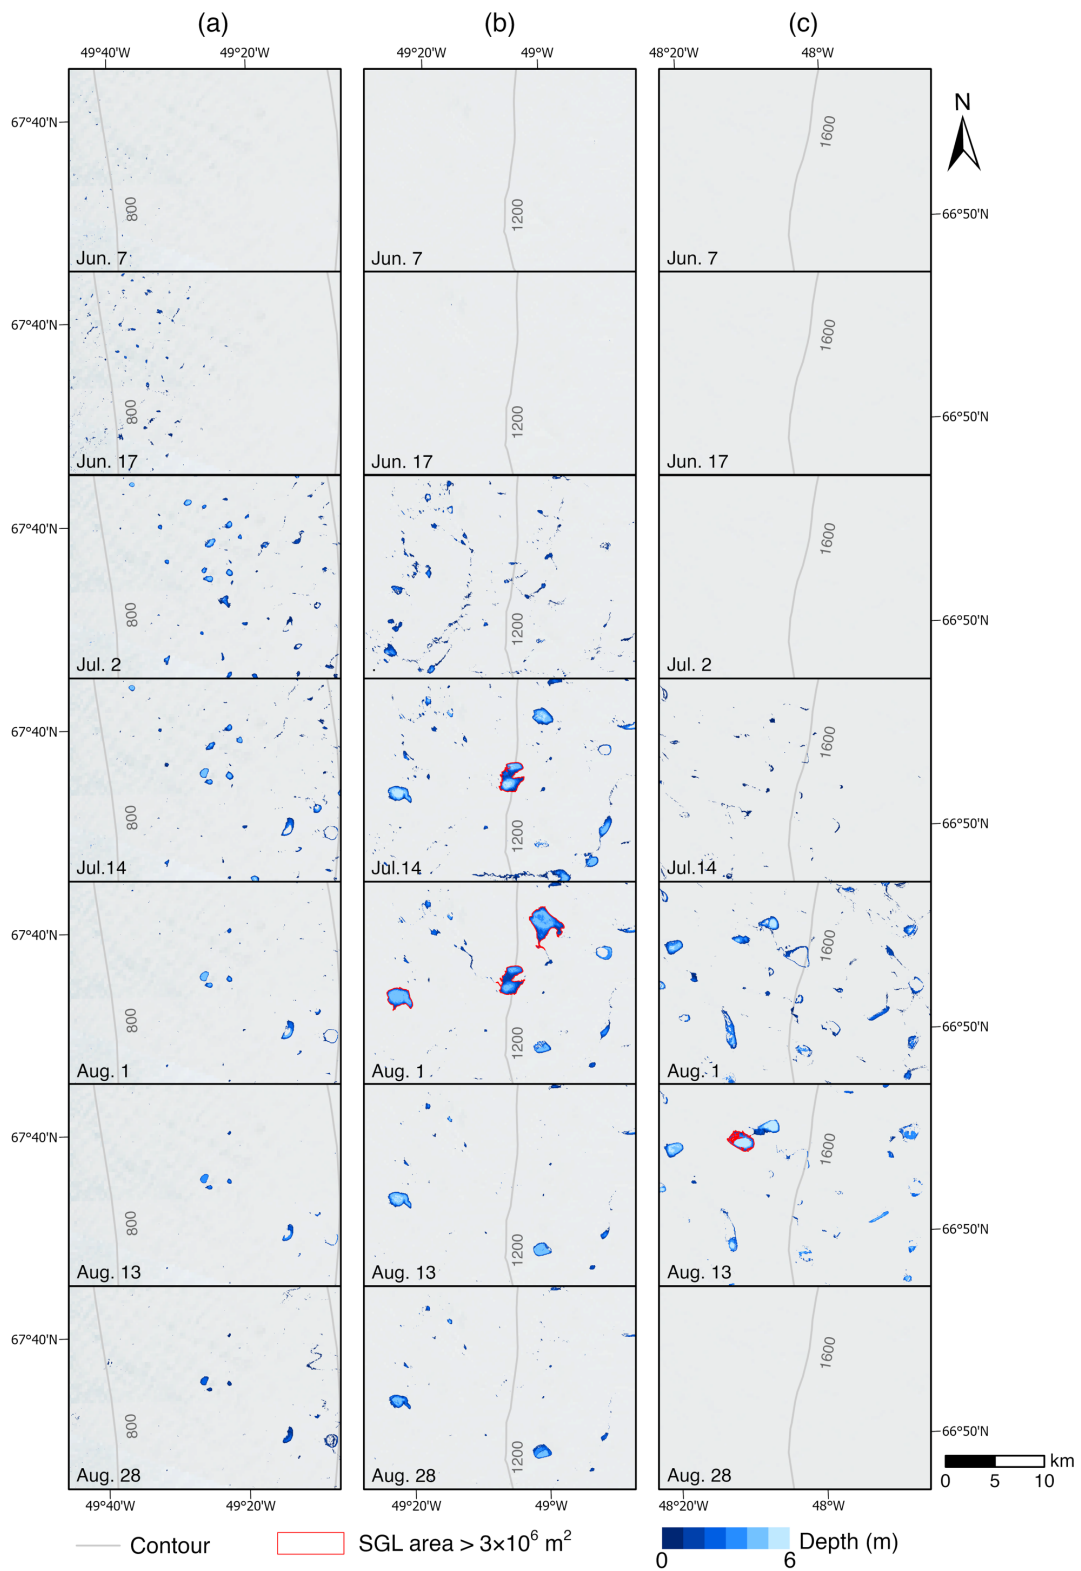 (a) (b) (c)
49°40'W 49°20'W 49°20'W 49°W 48°20'W 48°W
N
67°40'N 800 1200 1600 66°50'N
Jun. 7 Jun. 7 Jun. 7
67°40'N 800 1200 1600 66°50'N
Jun. 17 Jun. 17 Jun. 17
67°40'N 800 1200 1600 66°50'N
Jul. 2 Jul. 2 Jul. 2
67°40'N 800 1200 1600 66°50'N
Jul.14 Jul.14 Jul.14
67°40'N 800 1200 1600 66°50'N
Aug. 1 Aug. 1 Aug. 1
67°40'N 800 1200 1600 66°50'N
Aug. 13 Aug. 13 Aug. 13
67°40'N 800 1200 1600 66°50'N
Aug. 28 Aug. 28 Aug. 28
km
0 5 10
49°40'W 49°20'W 49°20'W 49°W 48°20'W 48°W
Contour SGL area > 3×10⁶ m² Depth (m)
0 6